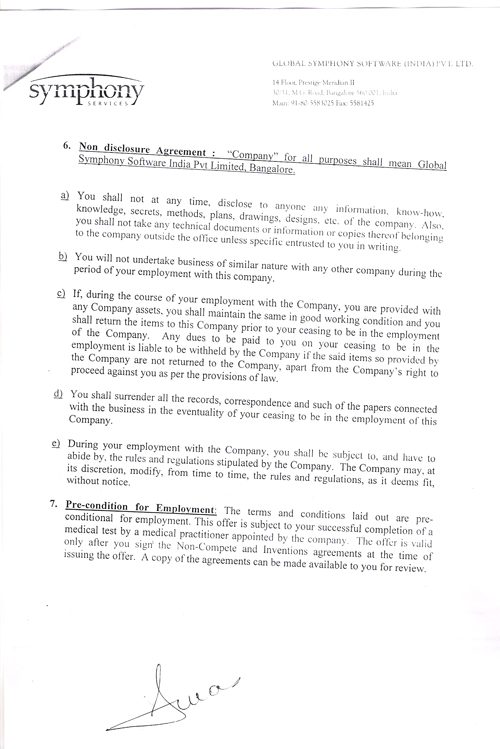 symphony
SERVICES
GLOBAL SYMPHONY SOFTWARE (INDIA) PVT. LTD.
14 Floor, Prestige Meridian II
30/31, M.G. Road, Bangalore 560 001, India
Main: 91-80-5583025 Fax: 5581425
6. Non disclosure Agreement : "Company" for all purposes shall mean Global
Symphony Software India Pvt Limited, Bangalore.
a) You shall not at any time, disclose to anyone any information, know-how,
knowledge, secrets, methods, plans, drawings, designs, etc. of the company. Also,
you shall not take any technical documents or information or copies thereof belonging
to the company outside the office unless specific entrusted to you in writing.
b) You will not undertake business of similar nature with any other company during the
period of your employment with this company.
c) If, during the course of your employment with the Company, you are provided with
any Company assets, you shall maintain the same in good working condition and you
shall return the items to this Company prior to your ceasing to be in the employment
of the Company. Any dues to be paid to you on your ceasing to be in the
employment is liable to be withheld by the Company if the said items so provided by
the Company are not returned to the Company, apart from the Company's right to
proceed against you as per the provisions of law.
d) You shall surrender all the records, correspondence and such of the papers connected
with the business in the eventuality of your ceasing to be in the employment of this
Company.
e) During your employment with the Company, you shall be subject to, and have to
abide by, the rules and regulations stipulated by the Company. The Company may, at
its discretion, modify, from time to time, the rules and regulations, as it deems fit,
without notice.
7. Pre-condition for Employment: The terms and conditions laid out are pre-
conditional for employment. This offer is subject to your successful completion of a
medical test by a medical practitioner appointed by the company. The offer is valid
only after you sign the Non-Compete and Inventions agreements at the time of
issuing the offer. A copy of the agreements can be made available to you for review.